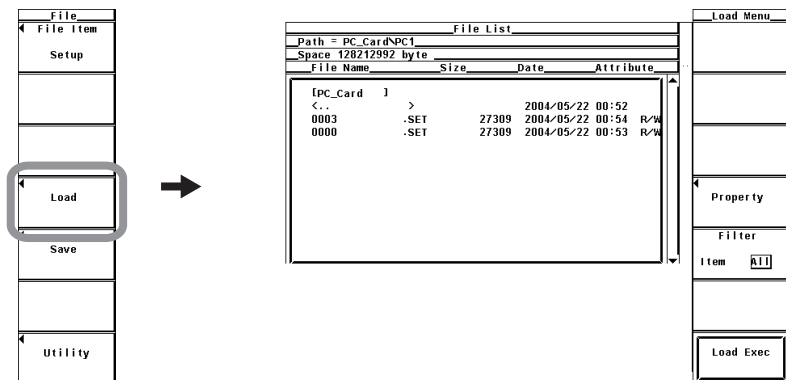 File
File Item
Setup
Load
Save
Utility
File List
Path = PC_Card\PC1
Space 128212992 byte
File Name Size Date Attribute
[PC_Card ]
<.. > 2004/05/22 00:52
0003 .SET 27309 2004/05/22 00:54 R/W
0000 .SET 27309 2004/05/22 00:53 R/W
Load Menu
Property
Filter
Item All
Load Exec